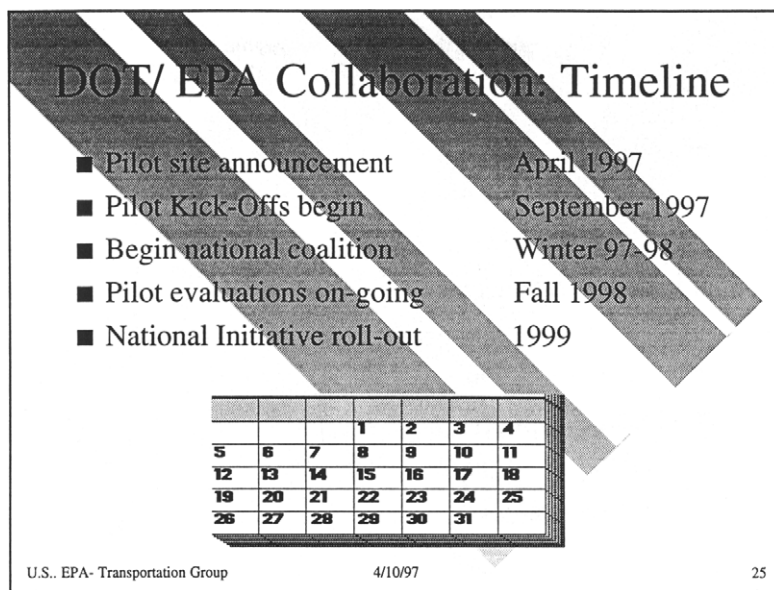 DOT/ EPA Collaboration: Timeline
■ Pilot site announcement April 1997
■ Pilot Kick-Offs begin September 1997
■ Begin national coalition Winter 97-98
■ Pilot evaluations on-going Fall 1998
■ National Initiative roll-out 1999
1 2 3 4
5 6 7 8 9 10 11
12 13 14 15 16 17 18
19 20 21 22 23 24 25
26 27 28 29 30 31
U.S.. EPA- Transportation Group 4/10/97 25